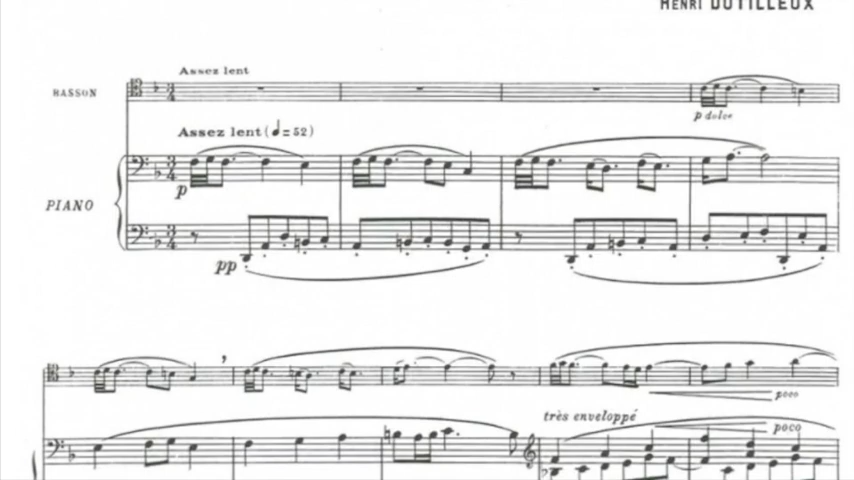 HENRI DUTILLEUX
Assez lent
BASSON
p dolce
Assez lent (♩=52)
PIANO
p
pp
très enveloppé
poco
poco